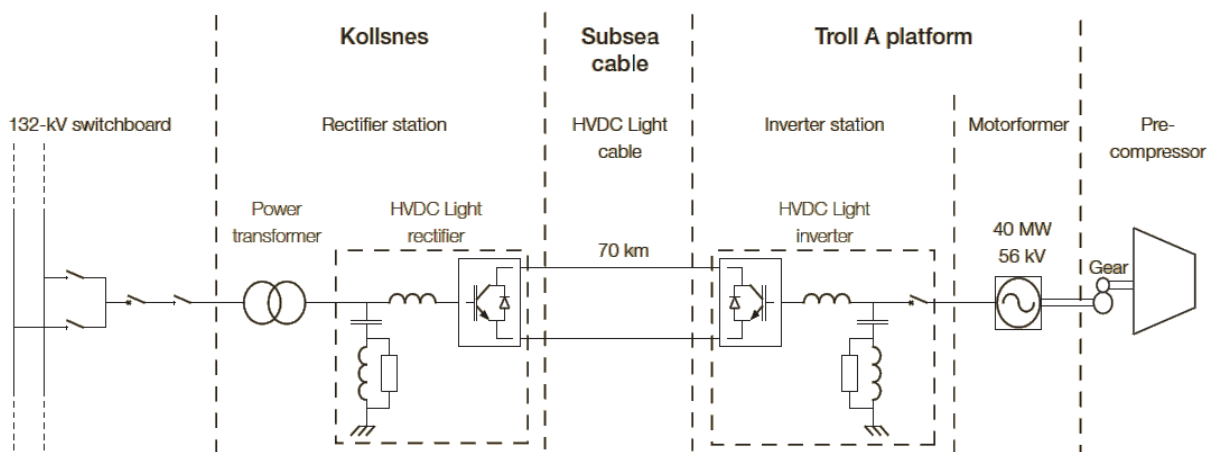 Kollsnes
Subsea
cable
Troll A platform
132-kV switchboard
Rectifier station
HVDC Light
cable
Inverter station
Motorformer
Pre-
compressor
Power
transformer
HVDC Light
rectifier
70 km
HVDC Light
inverter
40 MW
56 kV
Gear